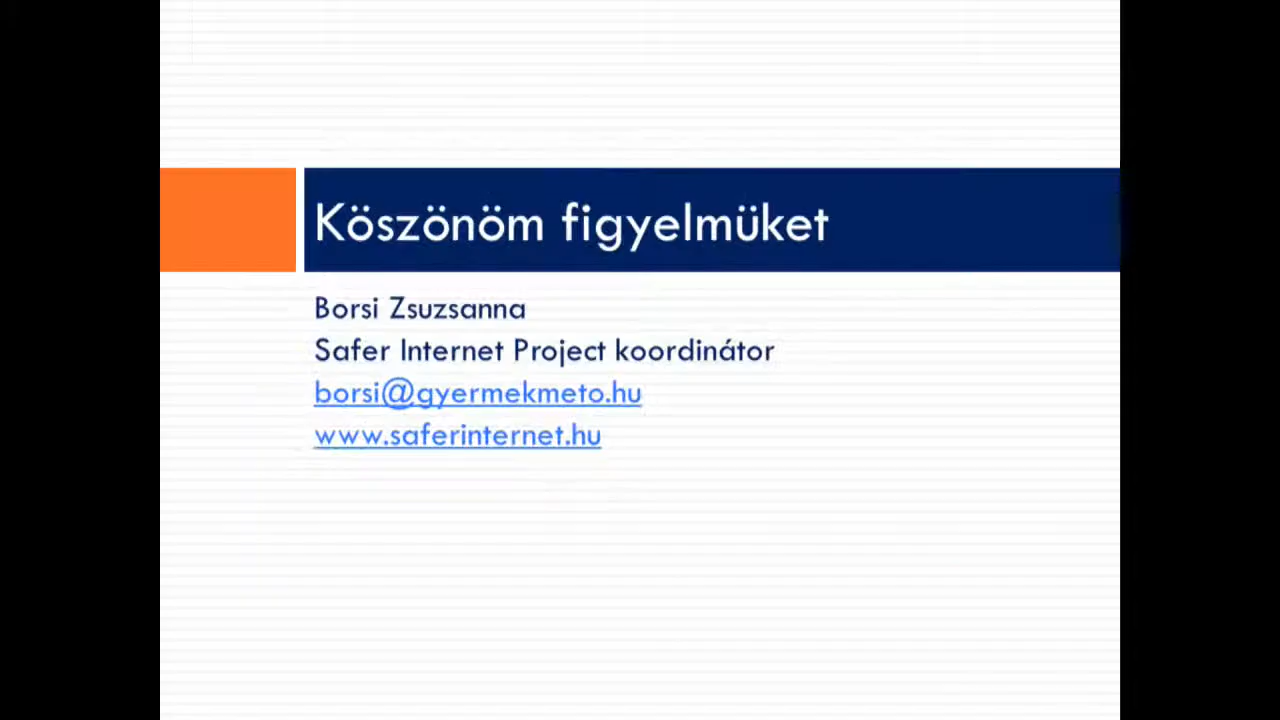 Köszönöm figyelmüket
Borsi Zsuzsanna
Safer Internet Project koordinátor
borsi@gyermekmeto.hu
www.saferinternet.hu